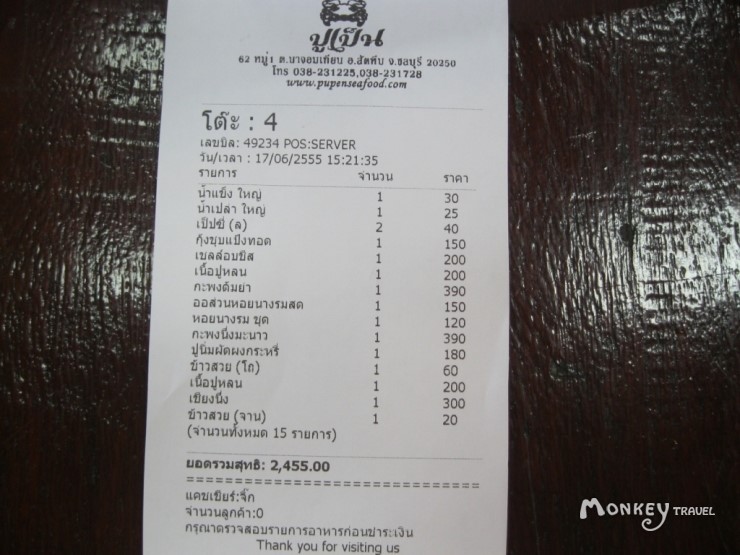 ปูเป็น
62 หมู่1 ต.บางอบเทียน อ.สัตหีบ จ.ชลบุรี 20250
โทร 038-231225,038-231728
www.pupenseafood.com
โต๊ะ : 4
เลขบิล: 49234 POS:SERVER
วัน/เวลา : 17/06/2555 15:21:35
รายการ จำนวน ราคา
น้ำแข็ง ใหญ่ 1 30
น้ำเปล่า ใหญ่ 1 25
เป๊ปซี่ (ล) 2 40
กุ้งชุบแป้งทอด 1 150
เชลล์อบชีส 1 200
เนื้อปูหลน 1 200
กะพงต้มยำ 1 390
ออส่วนหอยนางรมสด 1 150
หอยนางรม ชุด 1 120
กะพงนึ่งมะนาว 1 390
ปูนิ่มผัดผงกระหรี่ 1 180
ข้าวสวย (โถ) 1 60
เนื้อปูหลน 1 200
เชียงนึ่ง 1 300
ข้าวสวย (จาน) 1 20
(จำนวนทั้งหมด 15 รายการ)
ยอดรวมสุทธิ: 2,455.00
==============================
แคชเชียร์:จิ๊ก
จำนวนลูกค้า:0
กรุณาตรวจสอบรายการอาหารก่อนชำระเงิน
Thank you for visiting us
MONKEY TRAVEL